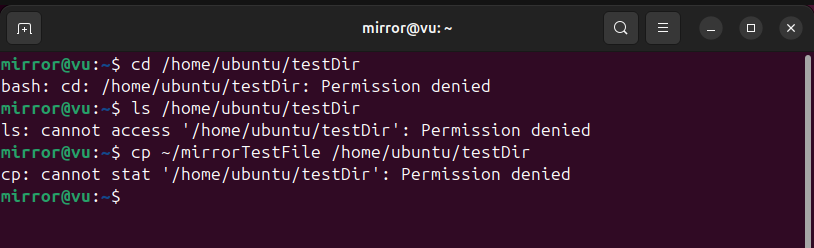 mirror@vu: ~
mirror@vu:~$ cd /home/ubuntu/testDir
bash: cd: /home/ubuntu/testDir: Permission denied
mirror@vu:~$ ls /home/ubuntu/testDir
ls: cannot access '/home/ubuntu/testDir': Permission denied
mirror@vu:~$ cp ~/mirrorTestFile /home/ubuntu/testDir
cp: cannot stat '/home/ubuntu/testDir': Permission denied
mirror@vu:~$